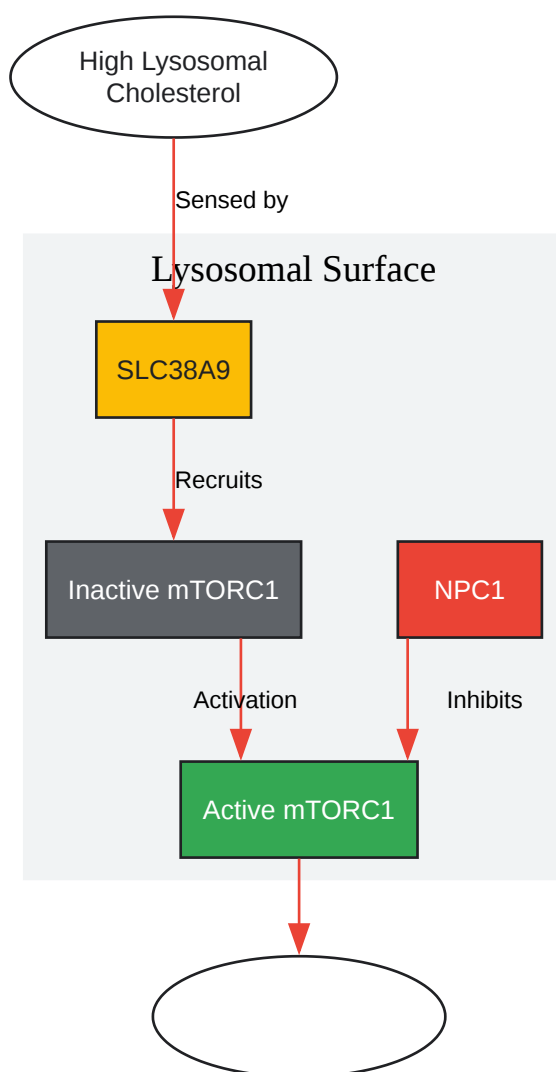 High Lysosomal
Cholesterol
Sensed by
Lysosomal Surface
SLC38A9
Recruits
Inactive mTORC1
NPC1
Activation
Inhibits
Active mTORC1